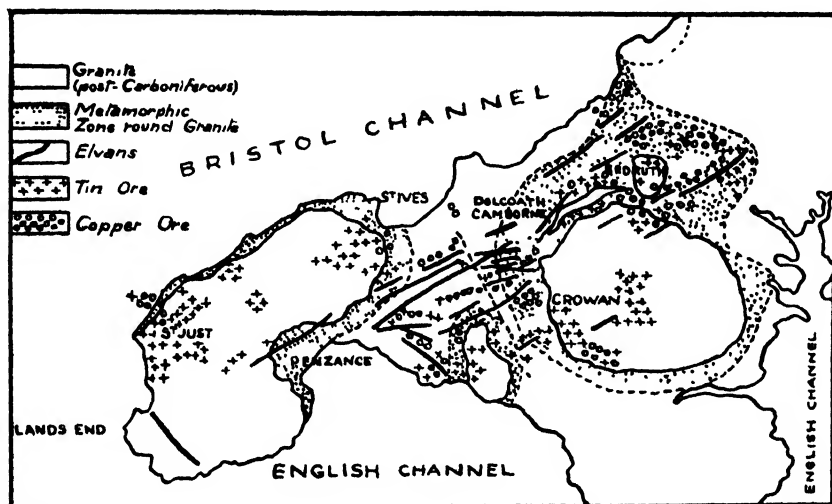 Granite
(post-Carboniferous)
Metamorphic
Zone round Granite
Elvans
Tin Ore
Copper Ore
BRISTOL CHANNEL
ST IVES
DOLCOATH
CAMBORNE
REDRUTH
CROWAN
ST JUST
PENZANCE
LANDS END
ENGLISH CHANNEL
ENGLISH CHANNEL